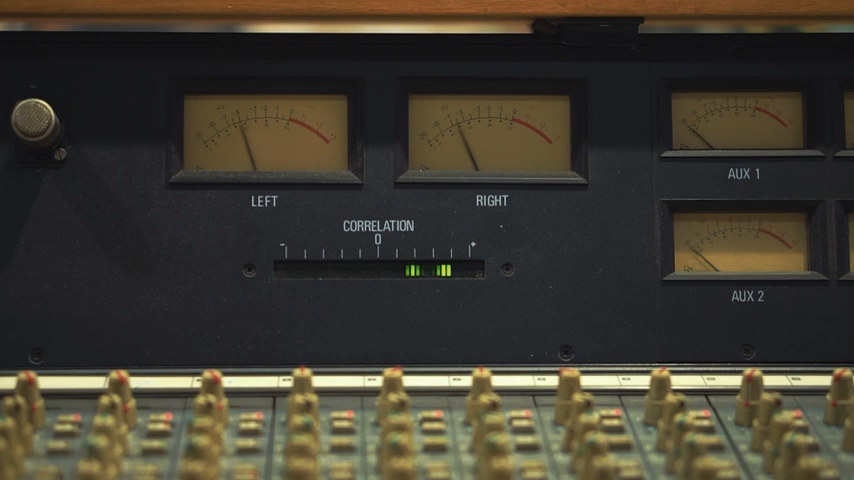 LEFT
RIGHT
CORRELATION
0
- +
AUX 1
AUX 2